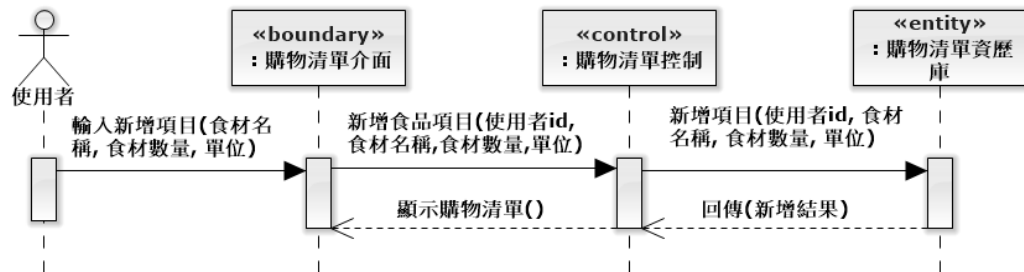 «boundary»
：購物清單介面
«control»
：購物清單控制
«entity»
：購物清單資歷
庫
使用者
輸入新增項目(食材名
稱, 食材數量, 單位)
新增食品項目(使用者id,
食材名稱,食材數量,單位)
新增項目(使用者id, 食材
名稱, 食材數量, 單位)
顯示購物清單()
回傳(新增結果)